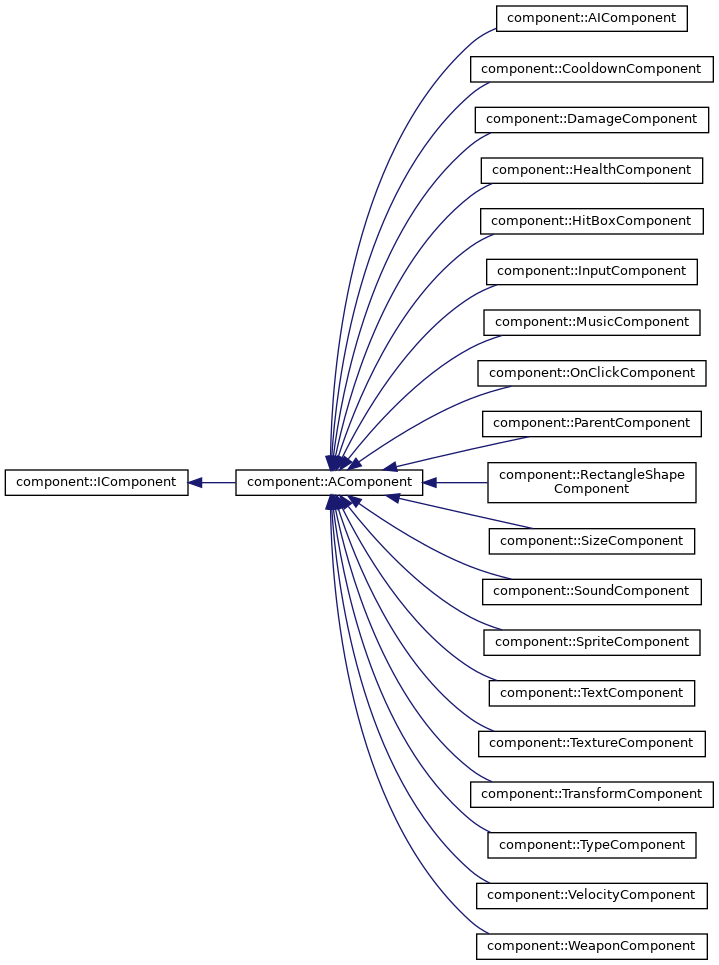 component::AIComponent
component::CooldownComponent
component::DamageComponent
component::HealthComponent
component::HitBoxComponent
component::InputComponent
component::MusicComponent
component::OnClickComponent
component::ParentComponent
component::IComponent
component::AComponent
component::RectangleShape
Component
component::SizeComponent
component::SoundComponent
component::SpriteComponent
component::TextComponent
component::TextureComponent
component::TransformComponent
component::TypeComponent
component::VelocityComponent
component::WeaponComponent